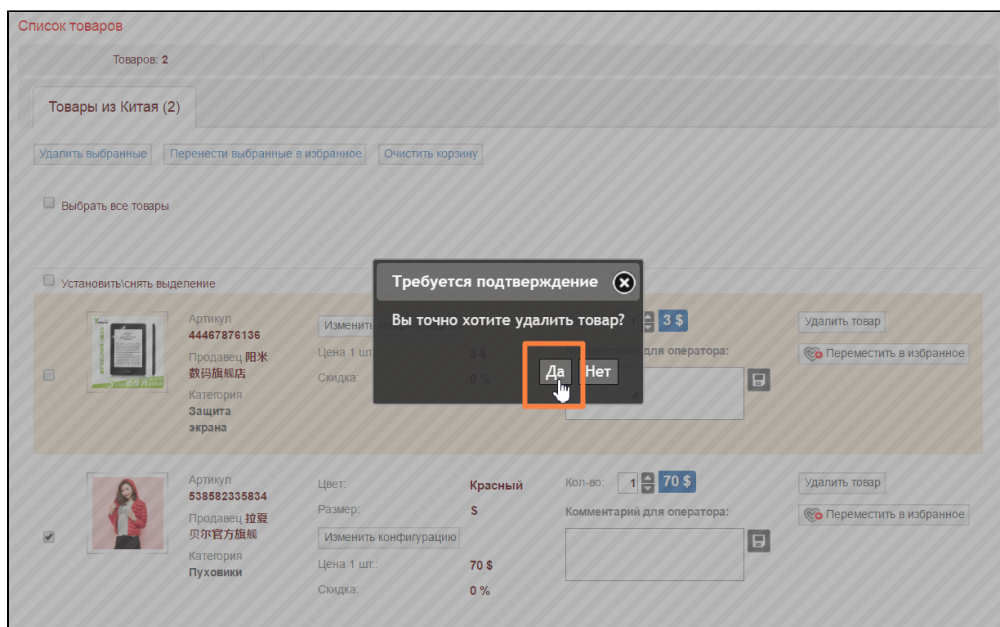 Список товаров
Товаров: 2
Товары из Китая (2)
Удалить выбранные Перенести выбранные в избранное Очистить корзину
Выбрать все товары
Установить\снять выделение
Требуется подтверждение
Вы точно хотите удалить товар?
Да Нет
Артикул
44467876136
Продавец 阳米
数码旗舰店
Категория
Защита
экрана
Изменить
Цена 1 шт
Скидка:
3 $
0 %
3 $
Комментарий для оператора:
Удалить товар
Переместить в избранное
Артикул
538582335834
Продавец 拉夏
贝尔官方旗舰
Категория
Пуховики
Цвет: Красный
Размер: S
Изменить конфигурацию
Цена 1 шт.: 70 $
Скидка: 0 %
Кол-во: 1 70 $
Комментарий для оператора:
Удалить товар
Переместить в избранное